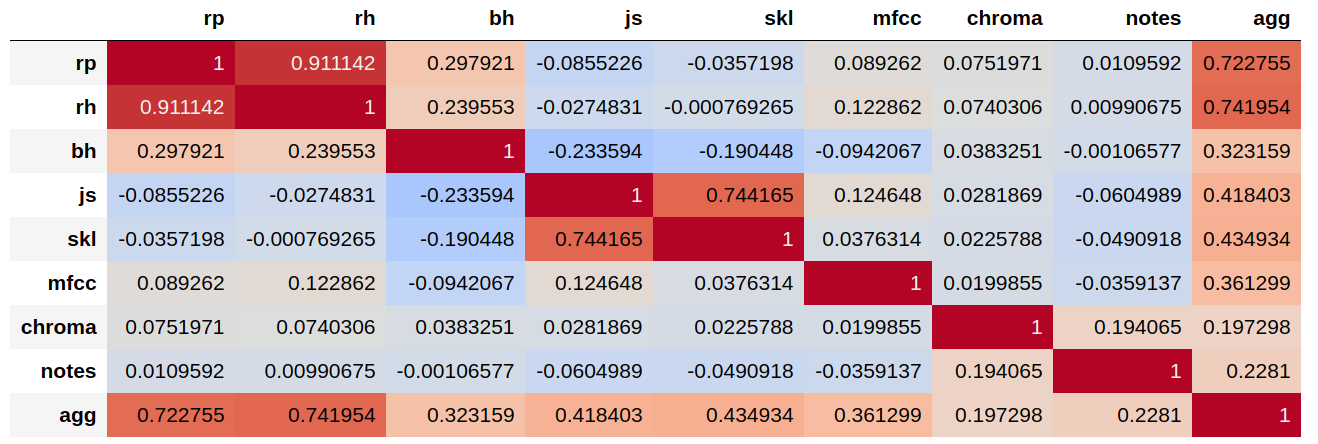 rp rh bh js skl mfcc chroma notes agg
rp 1 0.911142 0.297921 -0.0855226 -0.0357198 0.089262 0.0751971 0.0109592 0.722755
rh 0.911142 1 0.239553 -0.0274831 -0.000769265 0.122862 0.0740306 0.00990675 0.741954
bh 0.297921 0.239553 1 -0.233594 -0.190448 -0.0942067 0.0383251 -0.00106577 0.323159
js -0.0855226 -0.0274831 -0.233594 1 0.744165 0.124648 0.0281869 -0.0604989 0.418403
skl -0.0357198 -0.000769265 -0.190448 0.744165 1 0.0376314 0.0225788 -0.0490918 0.434934
mfcc 0.089262 0.122862 -0.0942067 0.124648 0.0376314 1 0.0199855 -0.0359137 0.361299
chroma 0.0751971 0.0740306 0.0383251 0.0281869 0.0225788 0.0199855 1 0.194065 0.197298
notes 0.0109592 0.00990675 -0.00106577 -0.0604989 -0.0490918 -0.0359137 0.194065 1 0.2281
agg 0.722755 0.741954 0.323159 0.418403 0.434934 0.361299 0.197298 0.2281 1